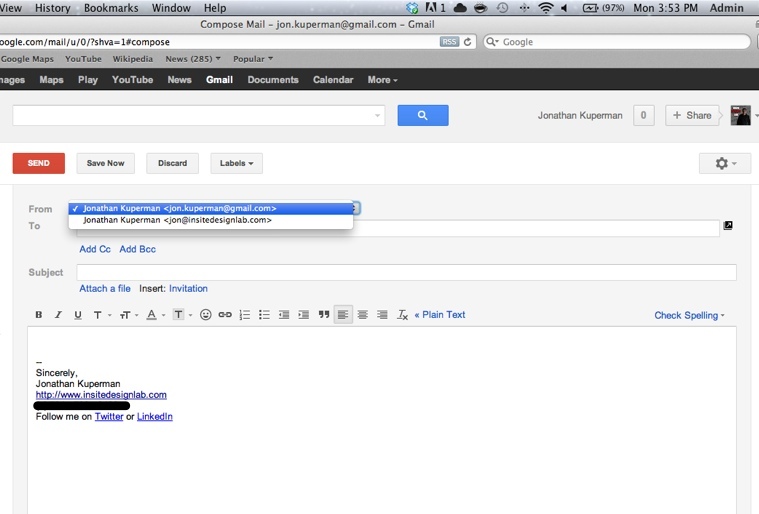 View History Bookmarks Window Help 1 (97%) Mon 3:53 PM Admin
Compose Mail – jon.kuperman@gmail.com – Gmail
oogle.com/mail/u/0/?shva=1#compose RSS Google
Google Maps YouTube Wikipedia News (285) Popular
mages Maps Play YouTube News Gmail Documents Calendar More
Jonathan Kuperman 0 + Share
SEND Save Now Discard Labels
From Jonathan Kuperman <jon.kuperman@gmail.com>
Jonathan Kuperman <jon@insitedesignlab.com>
To
Add Cc Add Bcc
Subject
Attach a file Insert: Invitation
B I U T TT A T « Plain Text Check Spelling
--
Sincerely,
Jonathan Kuperman
http://www.insitedesignlab.com
Follow me on Twitter or LinkedIn